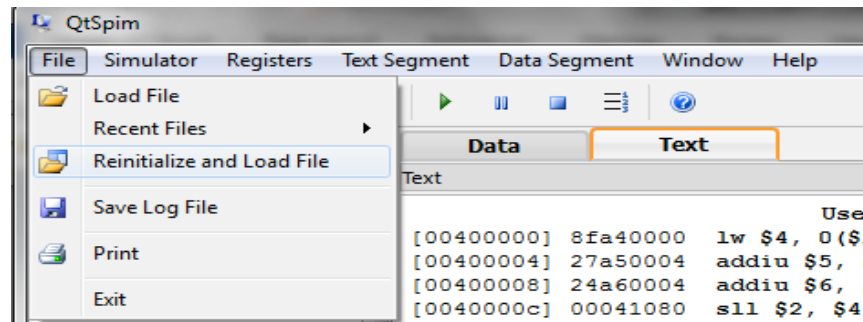 QtSpim
File Simulator Registers Text Segment Data Segment Window Help
Load File
Recent Files
Reinitialize and Load File
Save Log File
Print
Exit
Data Text
Text
Use
[00400000] 8fa40000 lw $4, 0($
[00400004] 27a50004 addiu $5,
[00400008] 24a60004 addiu $6,
[0040000c] 00041080 sll $2, $4